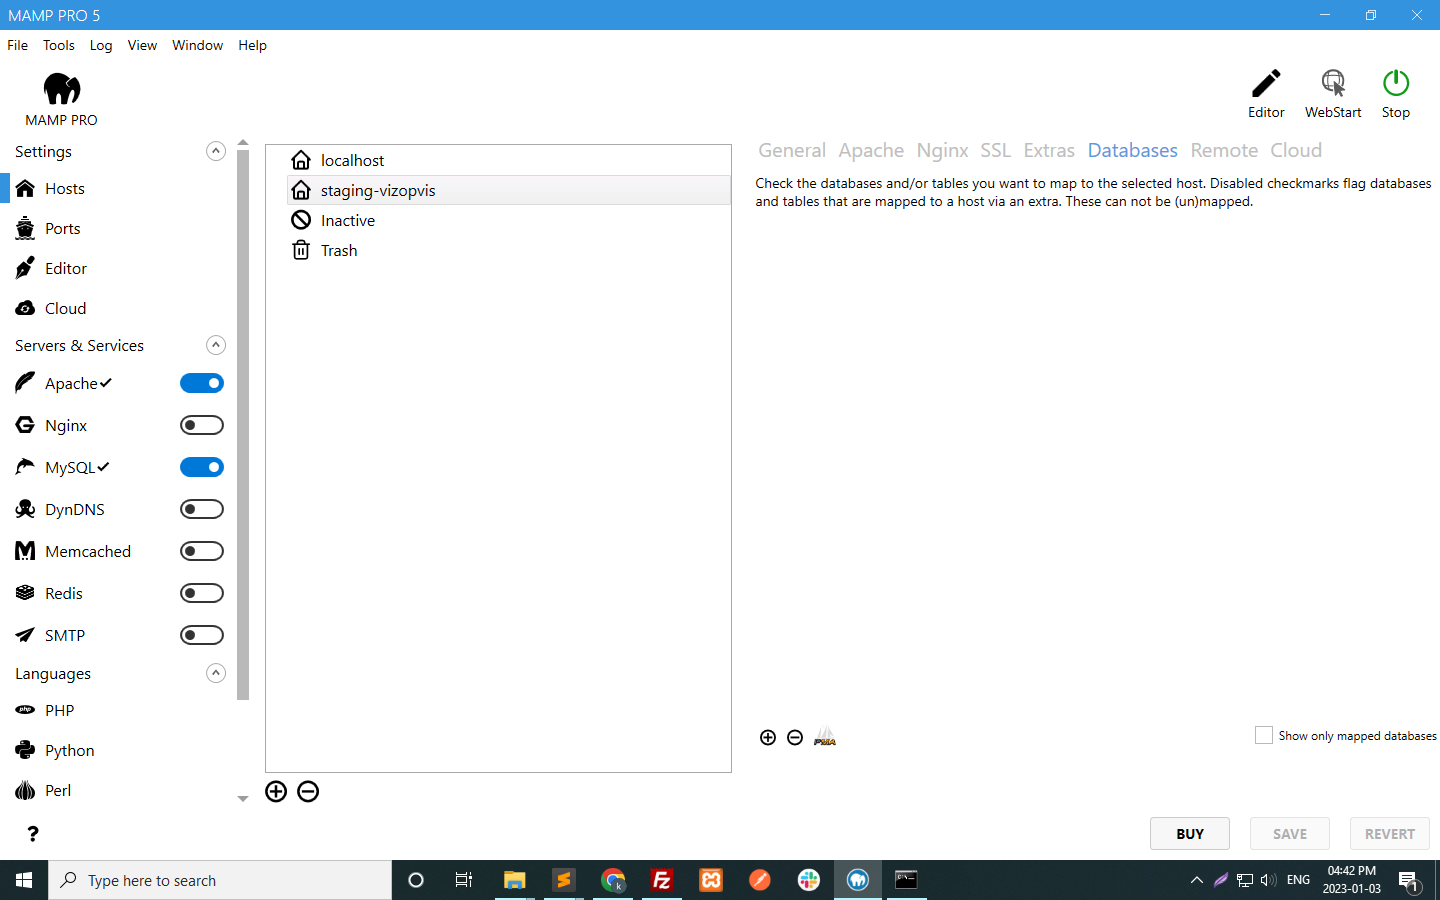 MAMP PRO 5
File Tools Log View Window Help
MAMP PRO
Editor WebStart Stop
Settings
Hosts
Ports
Editor
Cloud
Servers & Services
Apache
Nginx
MySQL
DynDNS
Memcached
Redis
SMTP
Languages
php PHP
Python
Perl
?
localhost
staging-vizopvis
Inactive
Trash
General Apache Nginx SSL Extras Databases Remote Cloud
Check the databases and/or tables you want to map to the selected host. Disabled checkmarks flag databases
and tables that are mapped to a host via an extra. These can not be (un)mapped.
Show only mapped databases
BUY SAVE REVERT
Type here to search
k
Fz
ENG
04:42 PM
2023-01-03
1